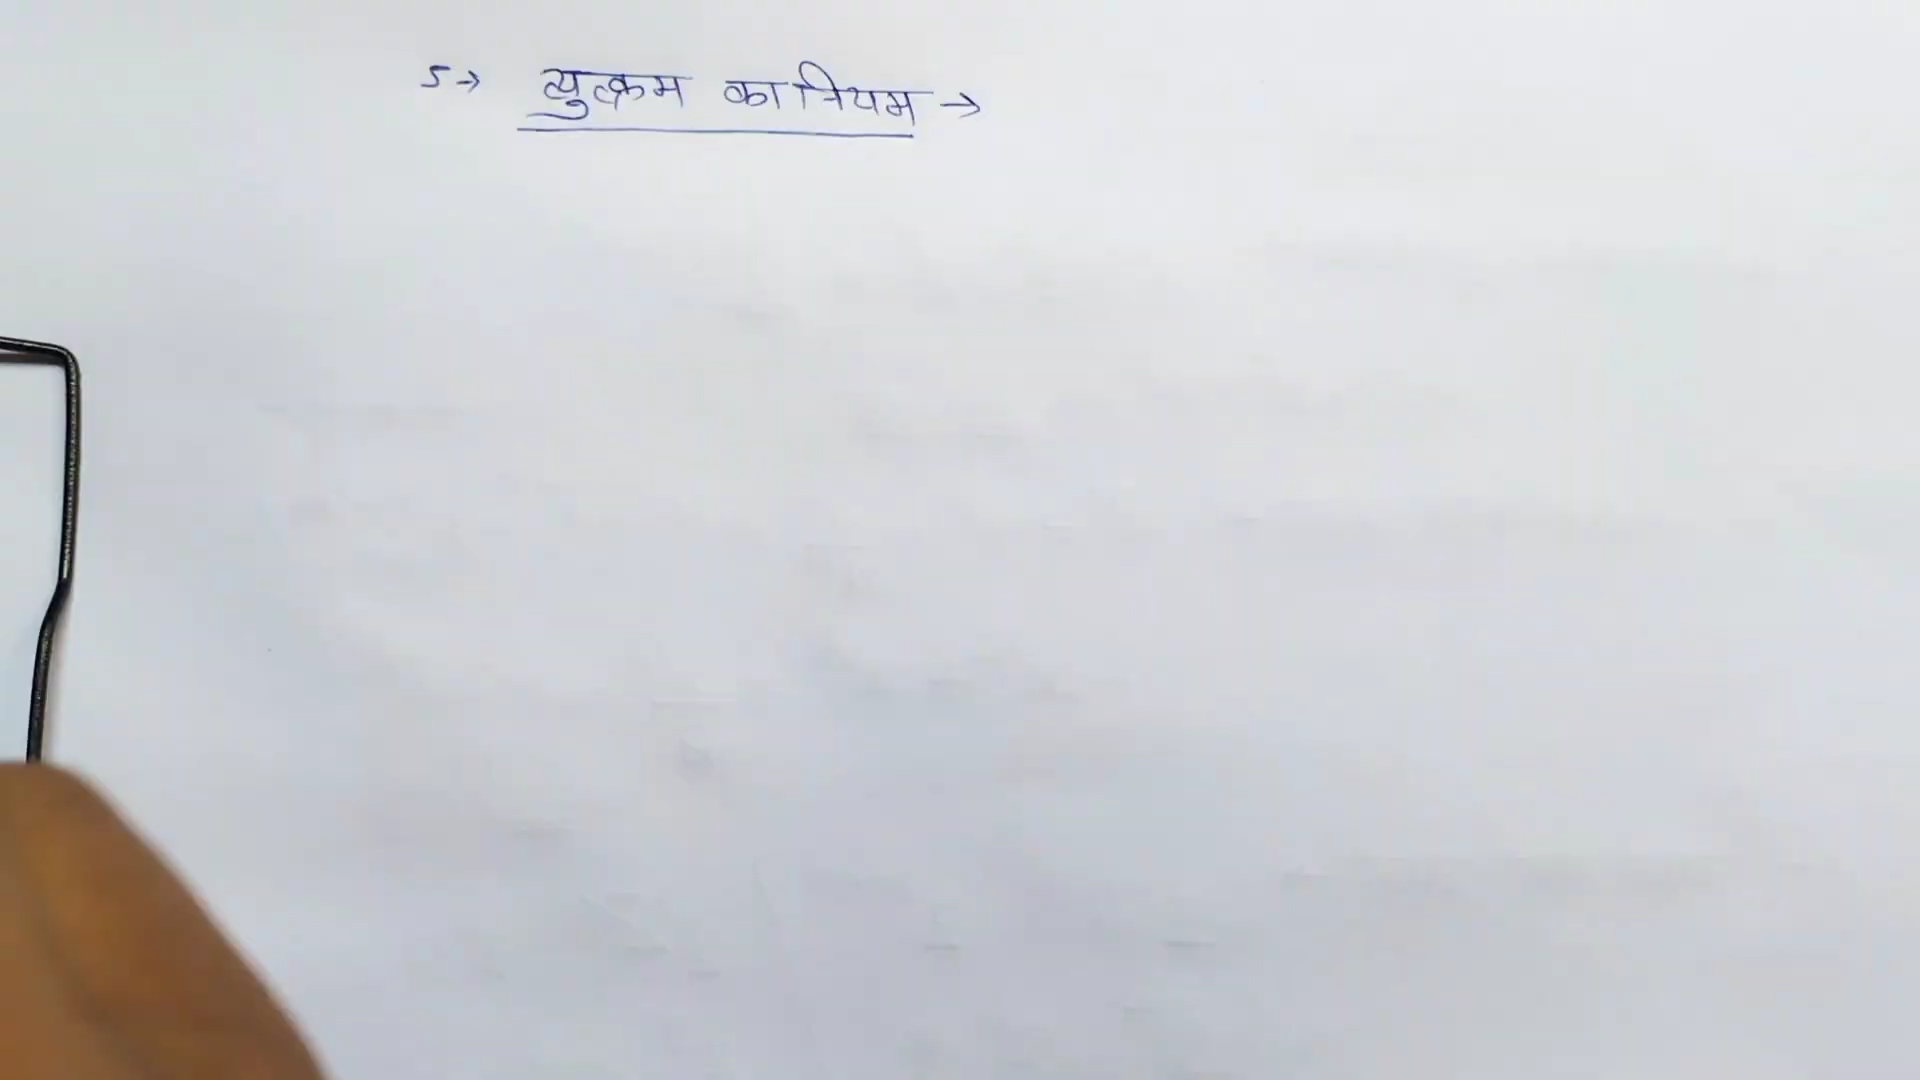 5→ व्युत्क्रम का नियम →